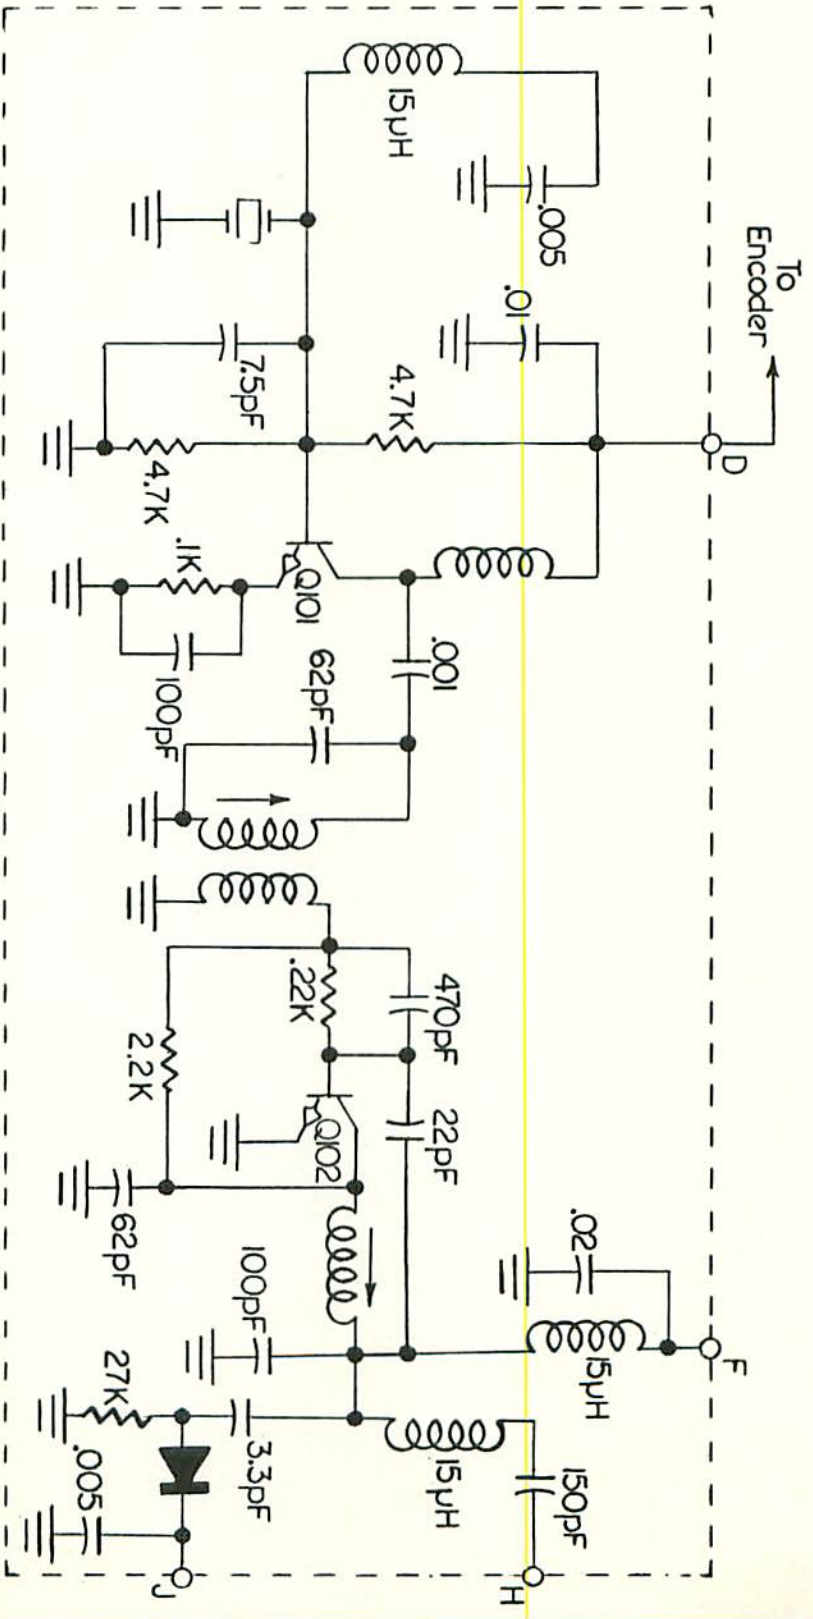 To
Encoder
D
F
H
J
15µH
.005
.01
4.7K
7.5pF
4.7K
Q101
.1K
100pF
.001
62pF
470pF
.22K
2.2K
22pF
Q102
62pF
.02
15µH
100pF
27K
3.3pF
15µH
150pF
.005